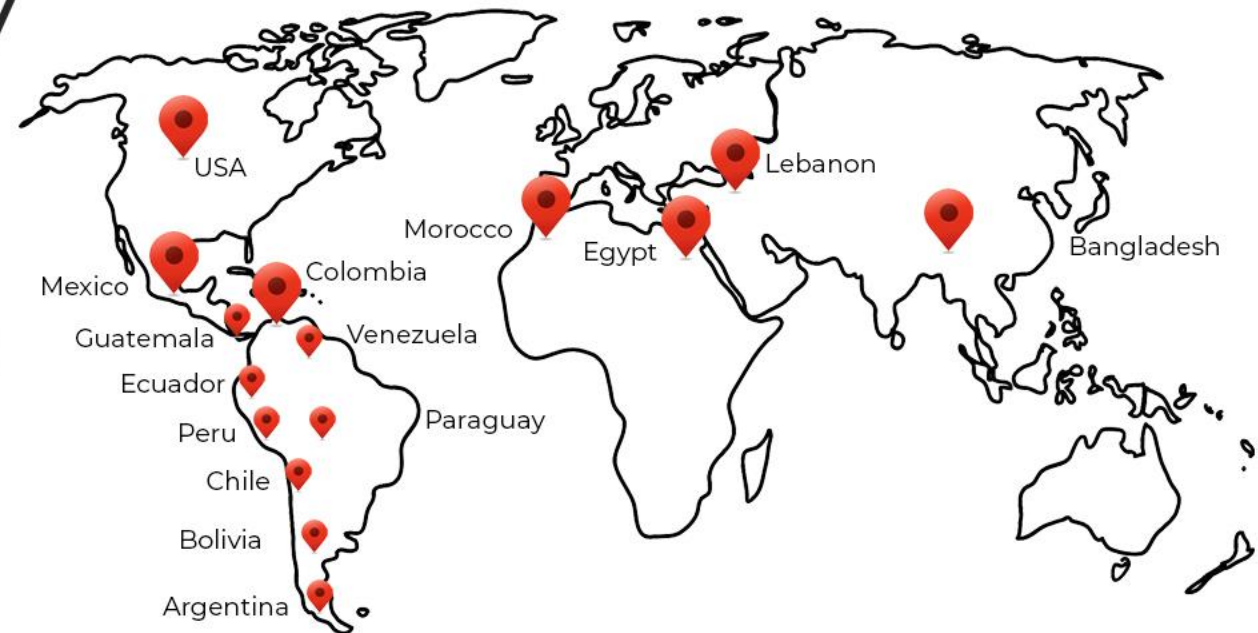 USA
Lebanon
Morocco
Egypt
Bangladesh
Colombia
Mexico
Guatemala
Venezuela
Ecuador
Paraguay
Peru
Chile
Bolivia
Argentina